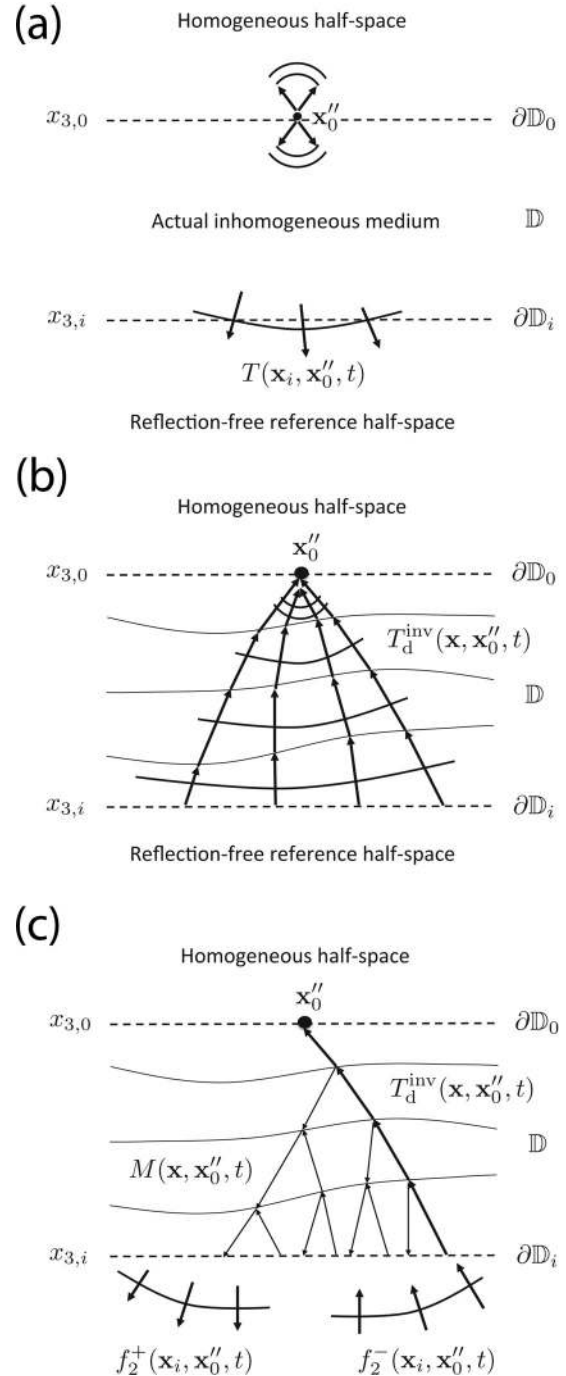 (a)
Homogeneous half-space
x_{3,0} x''_0 ∂𝔻_0
Actual inhomogeneous medium 𝔻
x_{3,i} ∂𝔻_i
T(x_i, x''_0, t)
Reflection-free reference half-space
(b)
Homogeneous half-space
x''_0
x_{3,0} ∂𝔻_0
T_d^{inv}(x, x''_0, t)
𝔻
x_{3,i} ∂𝔻_i
Reflection-free reference half-space
(c)
Homogeneous half-space
x''_0
x_{3,0} ∂𝔻_0
T_d^{inv}(x, x''_0, t)
M(x, x''_0, t) 𝔻
x_{3,i} ∂𝔻_i
f_2^+(x_i, x''_0, t) f_2^-(x_i, x''_0, t)